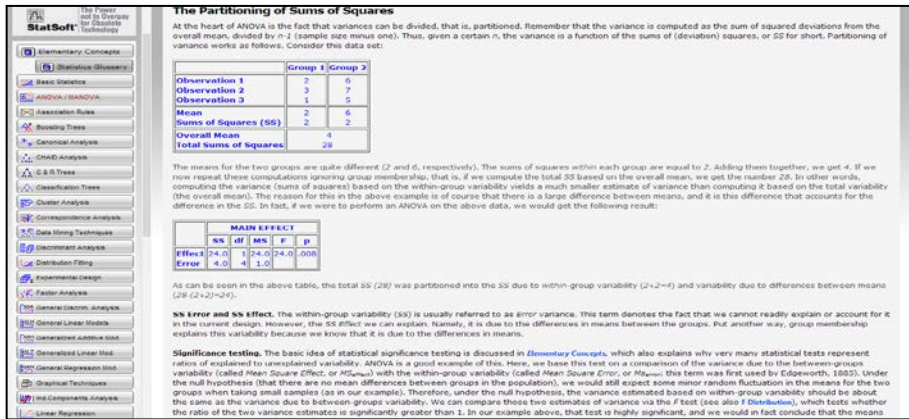 The Power
not to Overpay
for Obsolete
Technology
StatSoft
Elementary Concepts
Statistics Glossary
Basic Statistics
ANOVA / MANOVA
Association Rules
Boosting Trees
Canonical Analysis
CHAID Analysis
C & R Trees
Classification Trees
Cluster Analysis
Correspondence Analysis
Data Mining Techniques
Discriminant Analysis
Distribution Fitting
Experimental Design
Factor Analysis
General Discrim. Analysis
General Linear Models
Generalized Additive Mod.
Generalized Linear Mod.
General Regression Mod.
Graphical Techniques
Ind.Components Analysis
Linear Regression
The Partitioning of Sums of Squares
At the heart of ANOVA is the fact that variances can be divided, that is, partitioned. Remember that the variance is computed as the sum of squared deviations from the
overall mean, divided by n-1 (sample size minus one). Thus, given a certain n, the variance is a function of the sums of (deviation) squares, or SS for short. Partitioning of
variance works as follows. Consider this data set:
Group 1 Group 2
Observation 1 2 6
Observation 2 3 7
Observation 3 1 5
Mean 2 6
Sums of Squares (SS) 2 2
Overall Mean 4
Total Sums of Squares 28
The means for the two groups are quite different (2 and 6, respectively). The sums of squares within each group are equal to 2. Adding them together, we get 4. If we
now repeat these computations ignoring group membership, that is, if we compute the total SS based on the overall mean, we get the number 28. In other words,
computing the variance (sums of squares) based on the within-group variability yields a much smaller estimate of variance than computing it based on the total variability
(the overall mean). The reason for this in the above example is of course that there is a large difference between means, and it is this difference that accounts for the
difference in the SS. In fact, if we were to perform an ANOVA on the above data, we would get the following result:
MAIN EFFECT
SS df MS F p
Effect 24.0 1 24.0 24.0 .008
Error 4.0 4 1.0
As can be seen in the above table, the total SS (28) was partitioned into the SS due to within-group variability (2+2=4) and variability due to differences between means
(28-(2+2)=24).
SS Error and SS Effect. The within-group variability (SS) is usually referred to as Error variance. This term denotes the fact that we cannot readily explain or account for it
in the current design. However, the SS Effect we can explain. Namely, it is due to the differences in means between the groups. Put another way, group membership
explains this variability because we know that it is due to the differences in means.
Significance testing. The basic idea of statistical significance testing is discussed in Elementary Concepts, which also explains why very many statistical tests represent
ratios of explained to unexplained variability. ANOVA is a good example of this. Here, we base this test on a comparison of the variance due to the between-groups
variability (called Mean Square Effect, or MSeffect) with the within-group variability (called Mean Square Error, or MSerror; this term was first used by Edgeworth, 1885). Under
the null hypothesis (that there are no mean differences between groups in the population), we would still expect some minor random fluctuation in the means for the two
groups when taking small samples (as in our example). Therefore, under the null hypothesis, the variance estimated based on within-group variability should be about
the same as the variance due to between-groups variability. We can compare those two estimates of variance via the F test (see also F Distribution), which tests whether
the ratio of the two variance estimates is significantly greater than 1. In our example above, that test is highly significant, and we would in fact conclude that the means